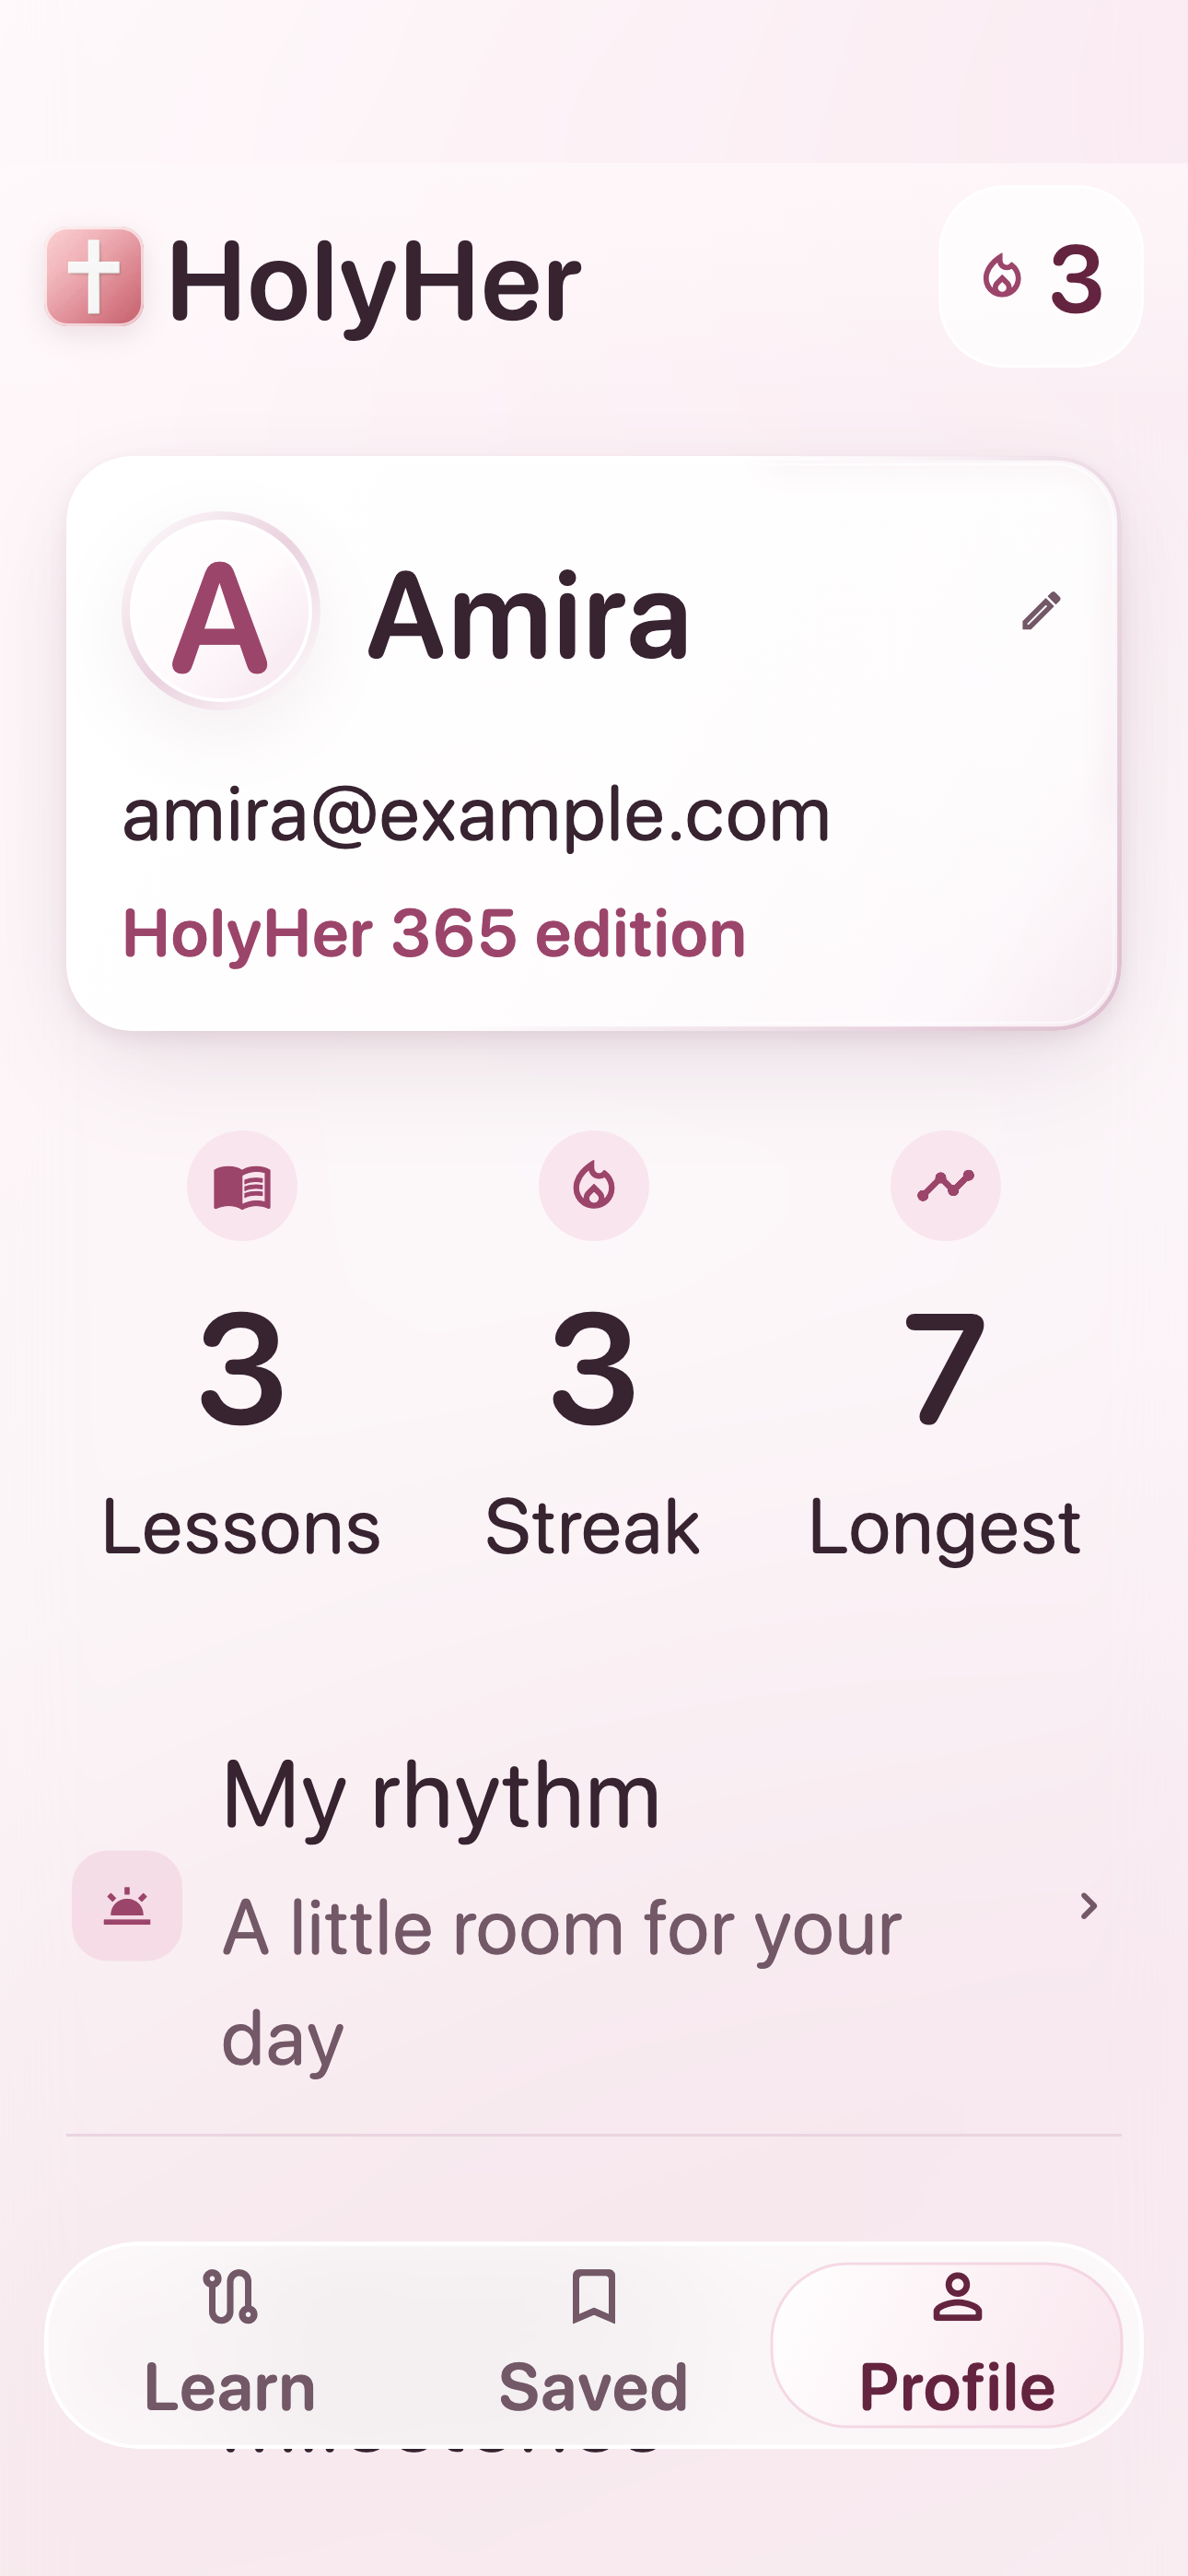 HolyHer
3
A
Amira
amira@example.com
HolyHer 365 edition
3 3 7
Lessons Streak Longest
My rhythm
A little room for your
day
Learn Saved Profile